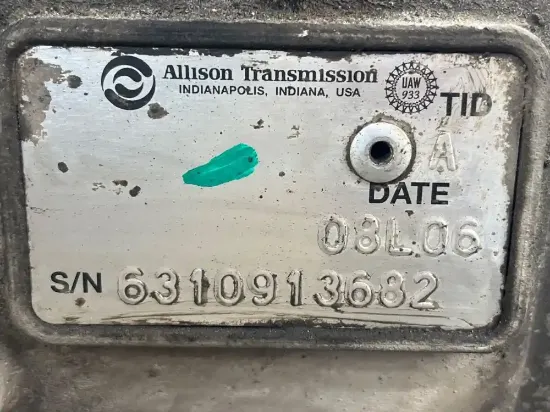 Allison Transmission
INDIANAPOLIS, INDIANA, USA
UAW
933
TID
A
DATE
08L06
S/N 6310913682